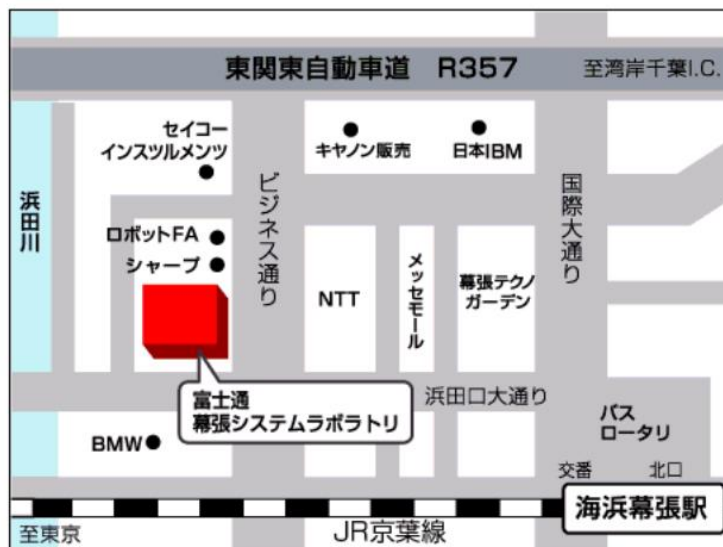 東関東自動車道 R357
至湾岸千葉I.C.
セイコー
インスツルメンツ
キヤノン販売
日本IBM
浜田川
ビジネス通り
国際大通り
ロボットFA
シャープ
NTT
メッセモール
幕張テクノ
ガーデン
富士通
幕張システムラボラトリ
浜田口大通り
バス
ロータリ
BMW
交番
北口
海浜幕張駅
至東京
JR京葉線